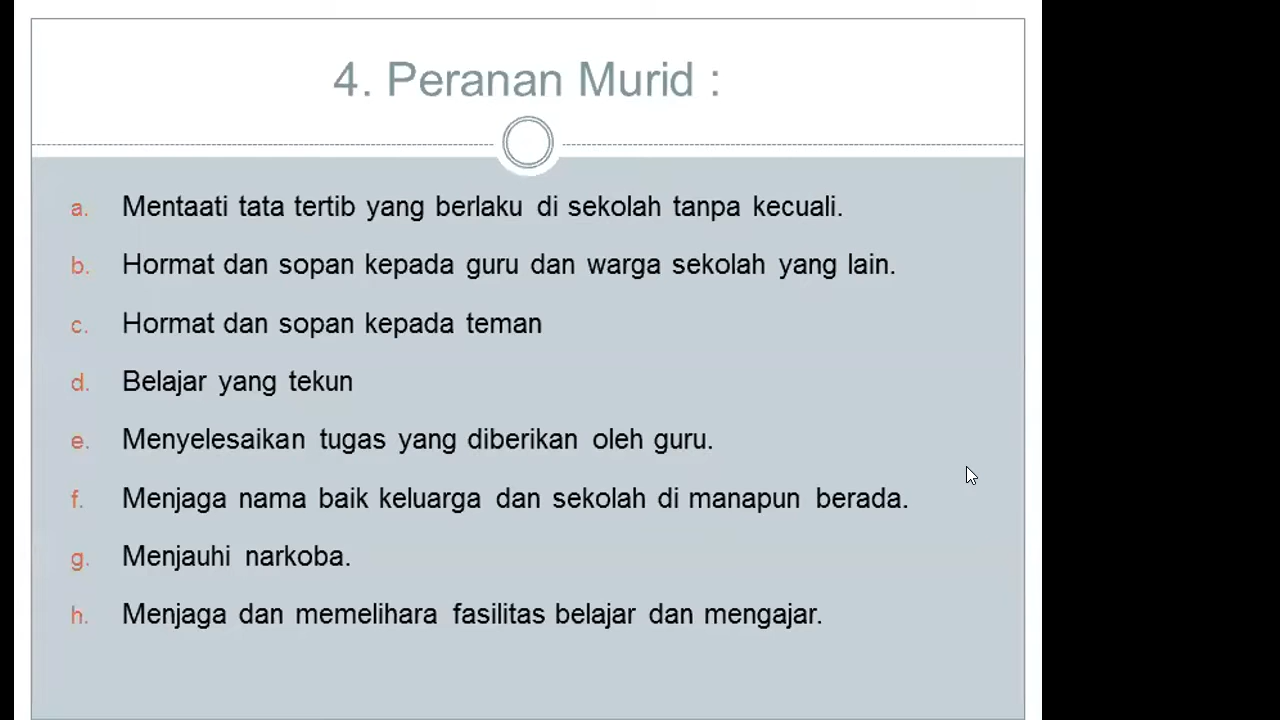 4. Peranan Murid :
a. Mentaati tata tertib yang berlaku di sekolah tanpa kecuali.
b. Hormat dan sopan kepada guru dan warga sekolah yang lain.
c. Hormat dan sopan kepada teman
d. Belajar yang tekun
e. Menyelesaikan tugas yang diberikan oleh guru.
f. Menjaga nama baik keluarga dan sekolah di manapun berada.
g. Menjauhi narkoba.
h. Menjaga dan memelihara fasilitas belajar dan mengajar.